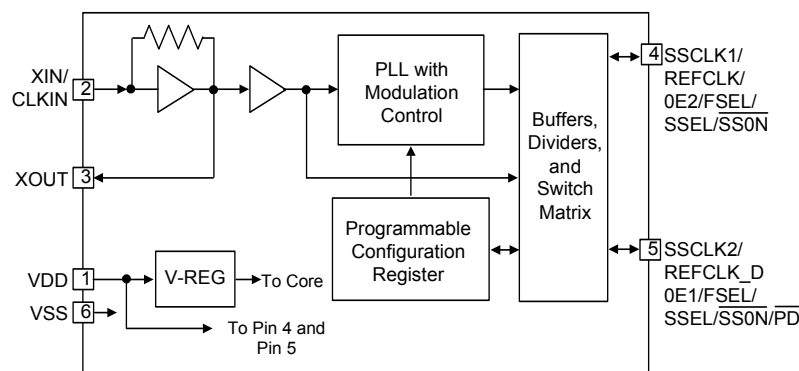 XIN/
CLKIN
2
3
XOUT
PLL with
Modulation
Control
Buffers,
Dividers,
and
Switch
Matrix
4
SSCLK1/
REFCLK/
0E2/FSEL/
SSEL/SS0N
Programmable
Configuration
Register
5
SSCLK2/
REFCLK_D
0E1/FSEL/
SSEL/SS0N/PD
VDD
1
V-REG
To Core
VSS
6
To Pin 4 and
Pin 5